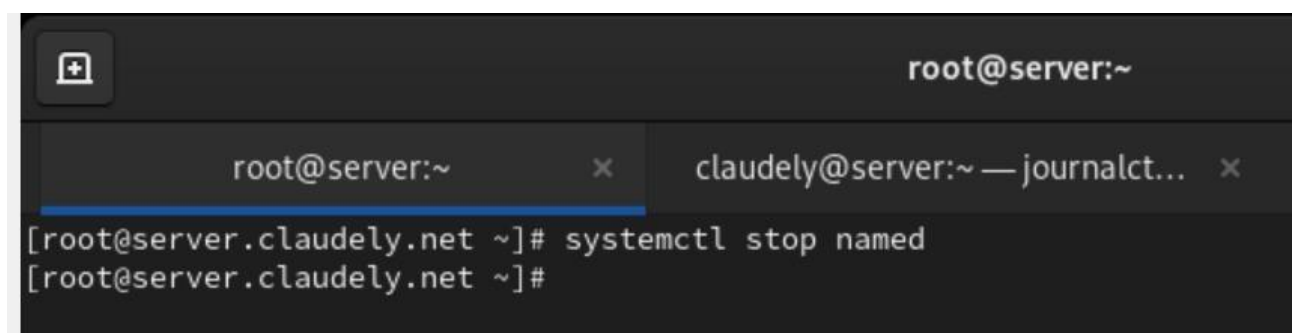 root@server:~
root@server:~ × claudely@server:~ — journalct... ×
[root@server.claudely.net ~]# systemctl stop named
[root@server.claudely.net ~]#